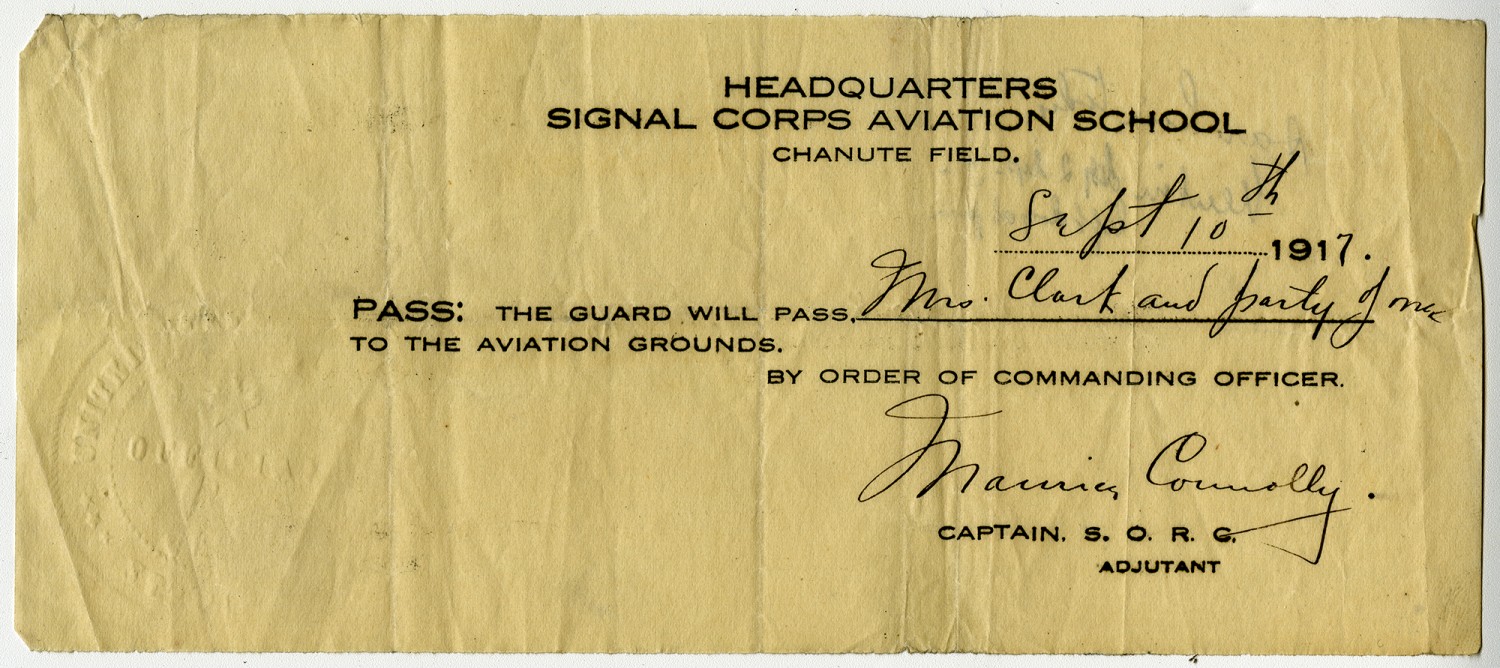 HEADQUARTERS
SIGNAL CORPS AVIATION SCHOOL
CHANUTE FIELD.
Sept 10th 1917.
PASS: THE GUARD WILL PASS, Mrs. Clark and party of one
TO THE AVIATION GROUNDS.
BY ORDER OF COMMANDING OFFICER.
Maurice Connolly.
CAPTAIN. S. O. R. C.
ADJUTANT
UNITED